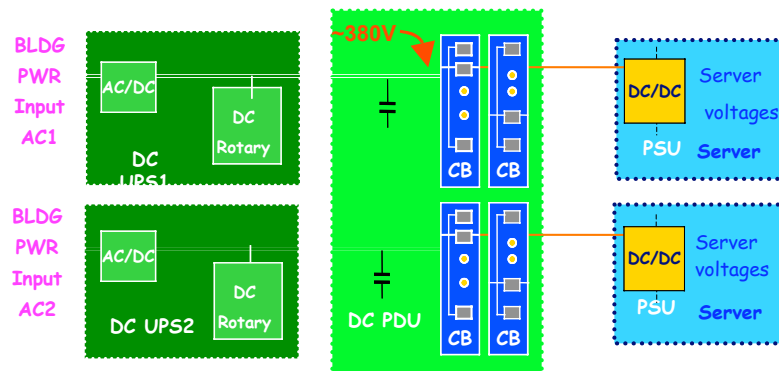 BLDG
PWR
Input
AC1
AC/DC
DC
Rotary
DC
UPS1
~380V
CB
CB
DC/DC
Server
voltages
PSU
Server
BLDG
PWR
Input
AC2
AC/DC
DC
Rotary
DC UPS2
DC PDU
CB
CB
DC/DC
Server
voltages
PSU
Server